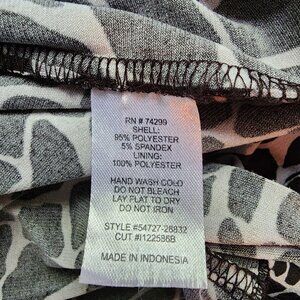 RN # 74299
SHELL:
95% POLYESTER
5% SPANDEX
LINING:
100% POLYESTER
HAND WASH COLD
DO NOT BLEACH
LAY FLAT TO DRY
DO NOT IRON
STYLE #54727-28832
CUT #I122586B
MADE IN INDONESIA